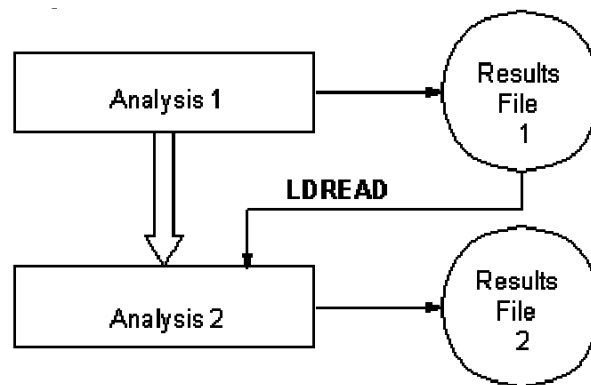 Analysis 1
Results
File
1
LDREAD
Analysis 2
Results
File
2